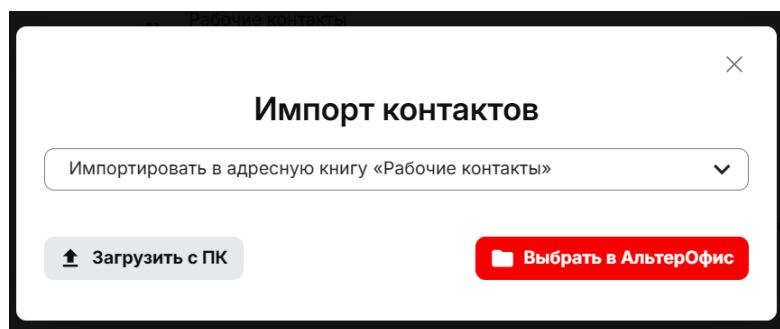 Рабочие контакты
Импорт контактов
Импортировать в адресную книгу «Рабочие контакты»
Загрузить с ПК
Выбрать в АльтерОфис